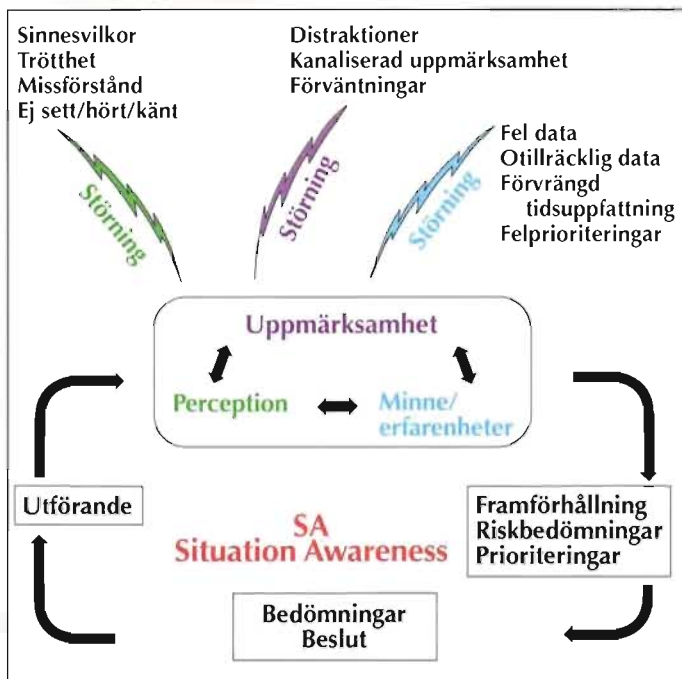 Sinnesvilkor
Trötthet
Missförstånd
Ej sett/hört/känt
Distraktioner
Kanaliserad uppmärksamhet
Förväntningar
Fel data
Otillräcklig data
Förvrängd
tidsuppfattning
Felprioriteringar
Störning
Störning
Störning
Uppmärksamhet
Perception
Minne/
erfarenheter
Utförande
SA
Situation Awareness
Framförhållning
Riskbedömningar
Prioriteringar
Bedömningar
Beslut